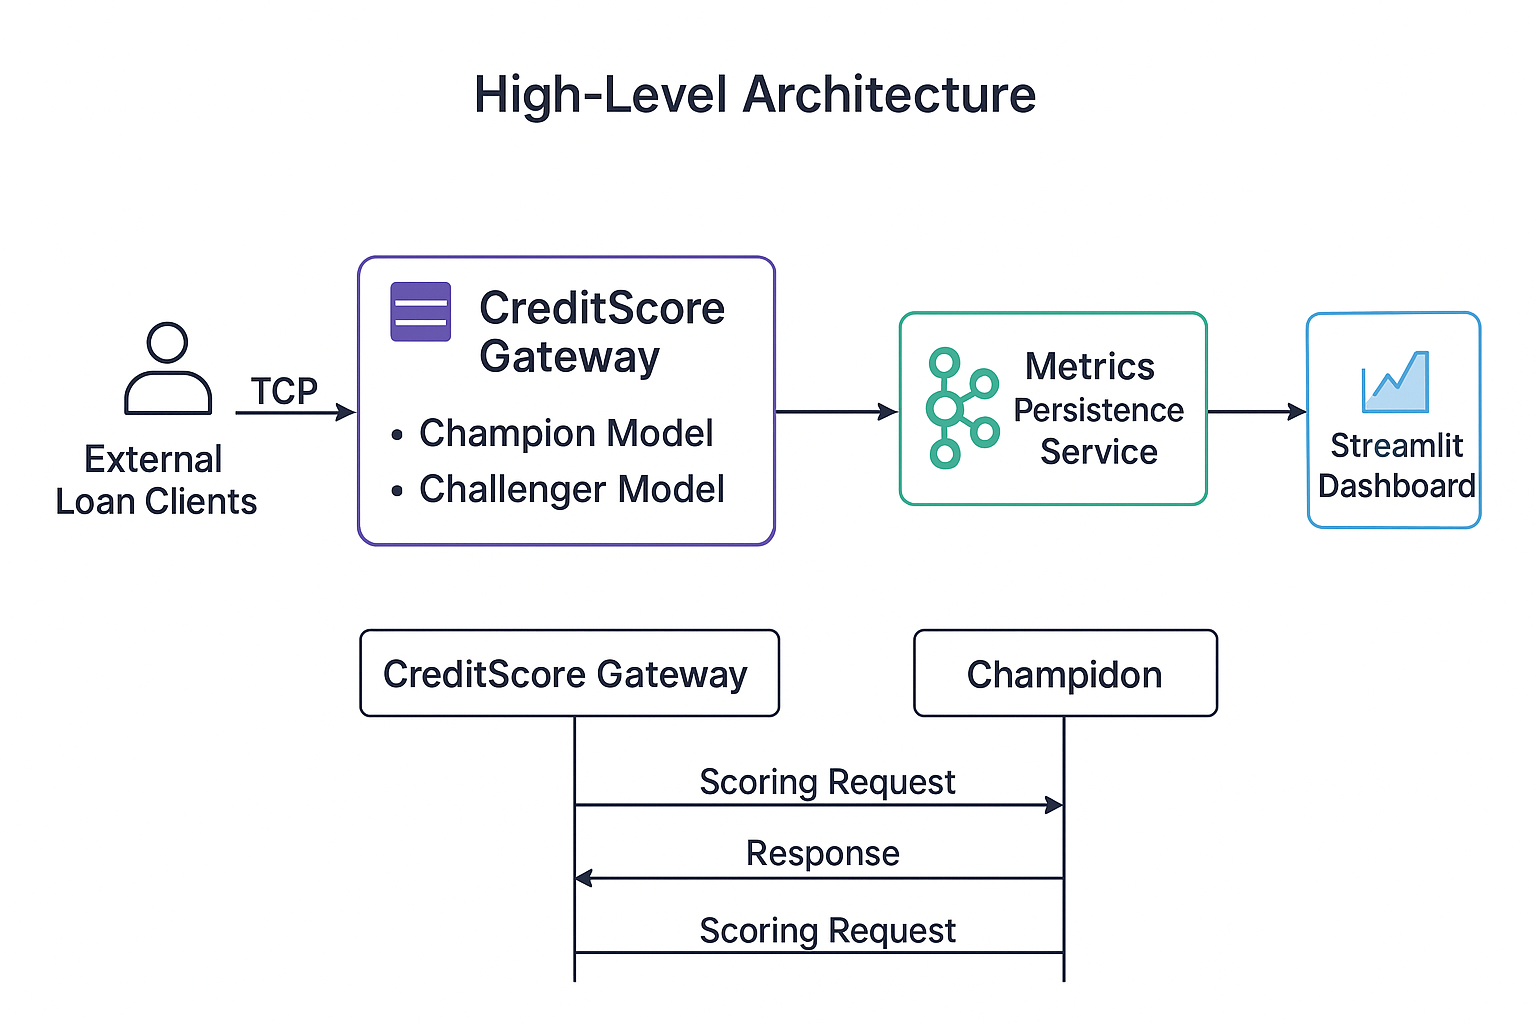 High-Level Architecture
TCP
External
Loan Clients
CreditScore
Gateway
• Champion Model
• Challenger Model
Metrics
Persistence
Service
Streamlit
Dashboard
CreditScore Gateway
Champidon
Scoring Request
Response
Scoring Request